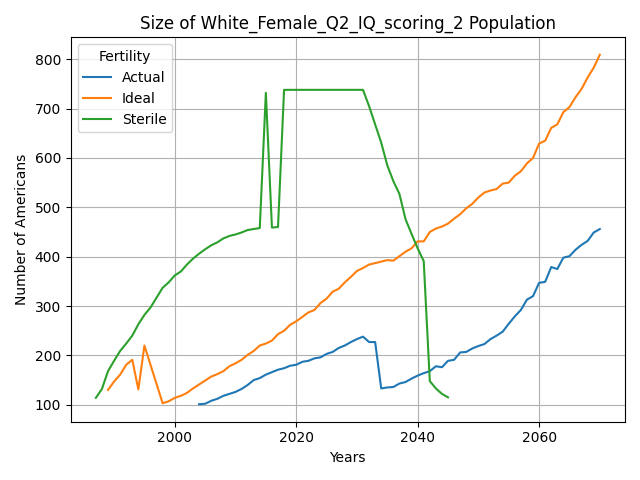 Size of White_Female_Q2_IQ_scoring_2 Population
Fertility
Actual
Ideal
Sterile
Number of Americans
800
700
600
500
400
300
200
100
2000
2020
2040
2060
Years